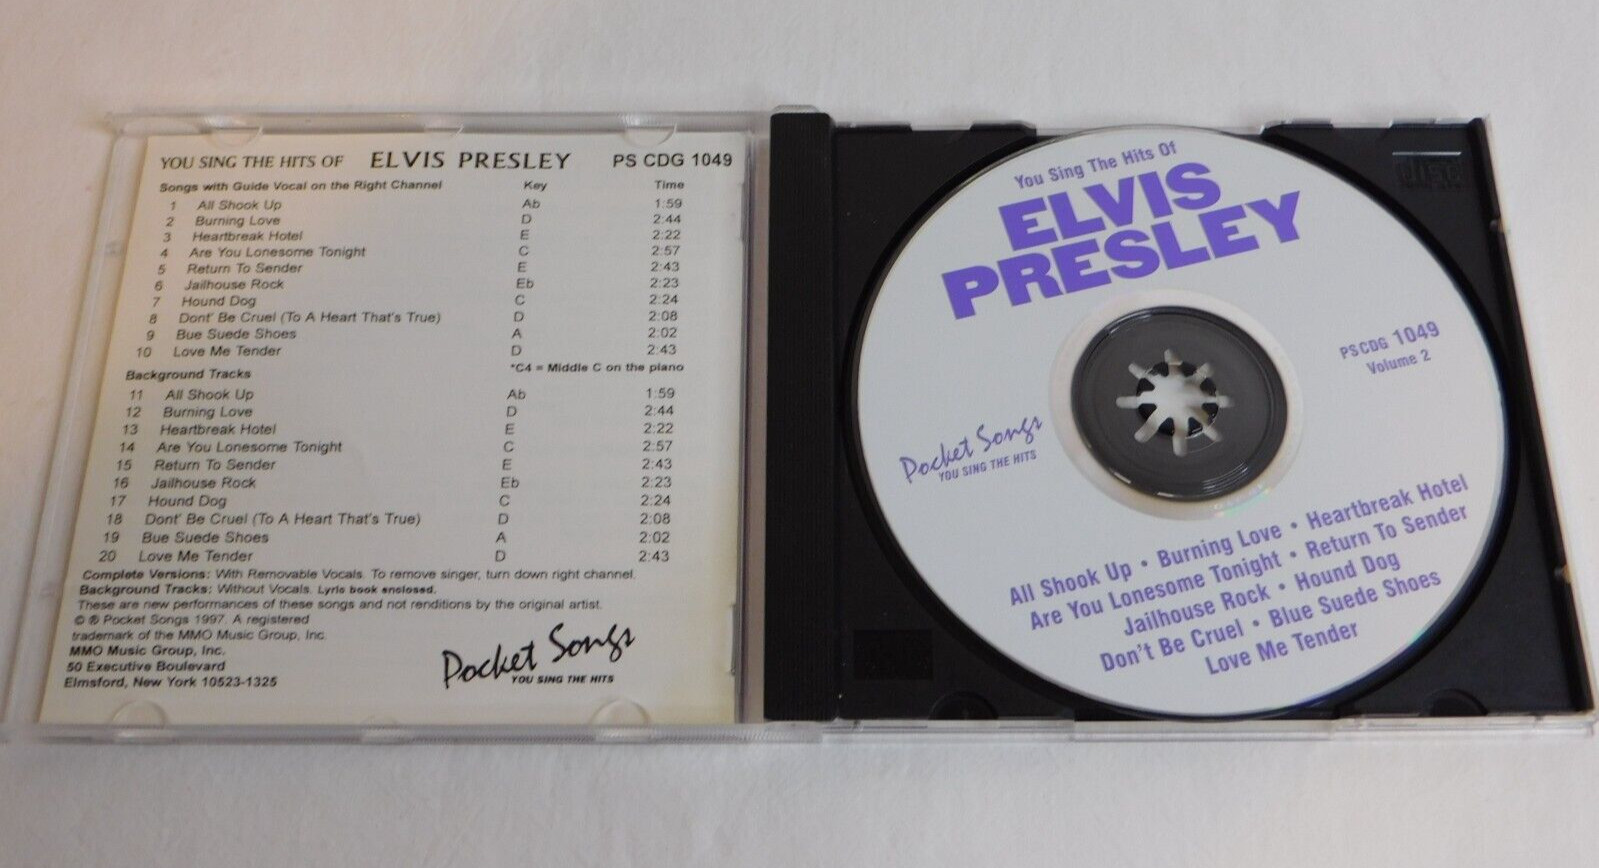 YOU SING THE HITS OF ELVIS PRESLEY PS CDG 1049
Songs with Guide Vocal on the Right Channel Key Time
1 All Shook Up Ab 1:59
2 Burning Love D 2:44
3 Heartbreak Hotel E 2:22
4 Are You Lonesome Tonight C 2:57
5 Return To Sender E 2:43
6 Jailhouse Rock Eb 2:23
7 Hound Dog C 2:24
8 Dont' Be Cruel (To A Heart That's True) D 2:08
9 Bue Suede Shoes A 2:02
10 Love Me Tender D 2:43
Background Tracks *C4 = Middle C on the piano
11 All Shook Up Ab 1:59
12 Burning Love D 2:44
13 Heartbreak Hotel E 2:22
14 Are You Lonesome Tonight C 2:57
15 Return To Sender E 2:43
16 Jailhouse Rock Eb 2:23
17 Hound Dog C 2:24
18 Dont' Be Cruel (To A Heart That's True) D 2:08
19 Bue Suede Shoes A 2:02
20 Love Me Tender D 2:43
Complete Versions: With Removable Vocals. To remove singer, turn down right channel.
Background Tracks: Without Vocals. Lyric book enclosed.
These are new performances of these songs and not renditions by the original artist.
© ® Pocket Songs 1997. A registered
trademark of the MMO Music Group, Inc.
MMO Music Group, Inc.
50 Executive Boulevard
Elmsford, New York 10523-1325
Pocket Songs
YOU SING THE HITS
You Sing The Hits Of
ELVIS
PRESLEY
PS CDG 1049
Volume 2
Pocket Songs
YOU SING THE HITS
All Shook Up • Burning Love • Heartbreak Hotel
Are You Lonesome Tonight • Return To Sender
Jailhouse Rock • Hound Dog
Don't Be Cruel • Blue Suede Shoes
Love Me Tender
disc